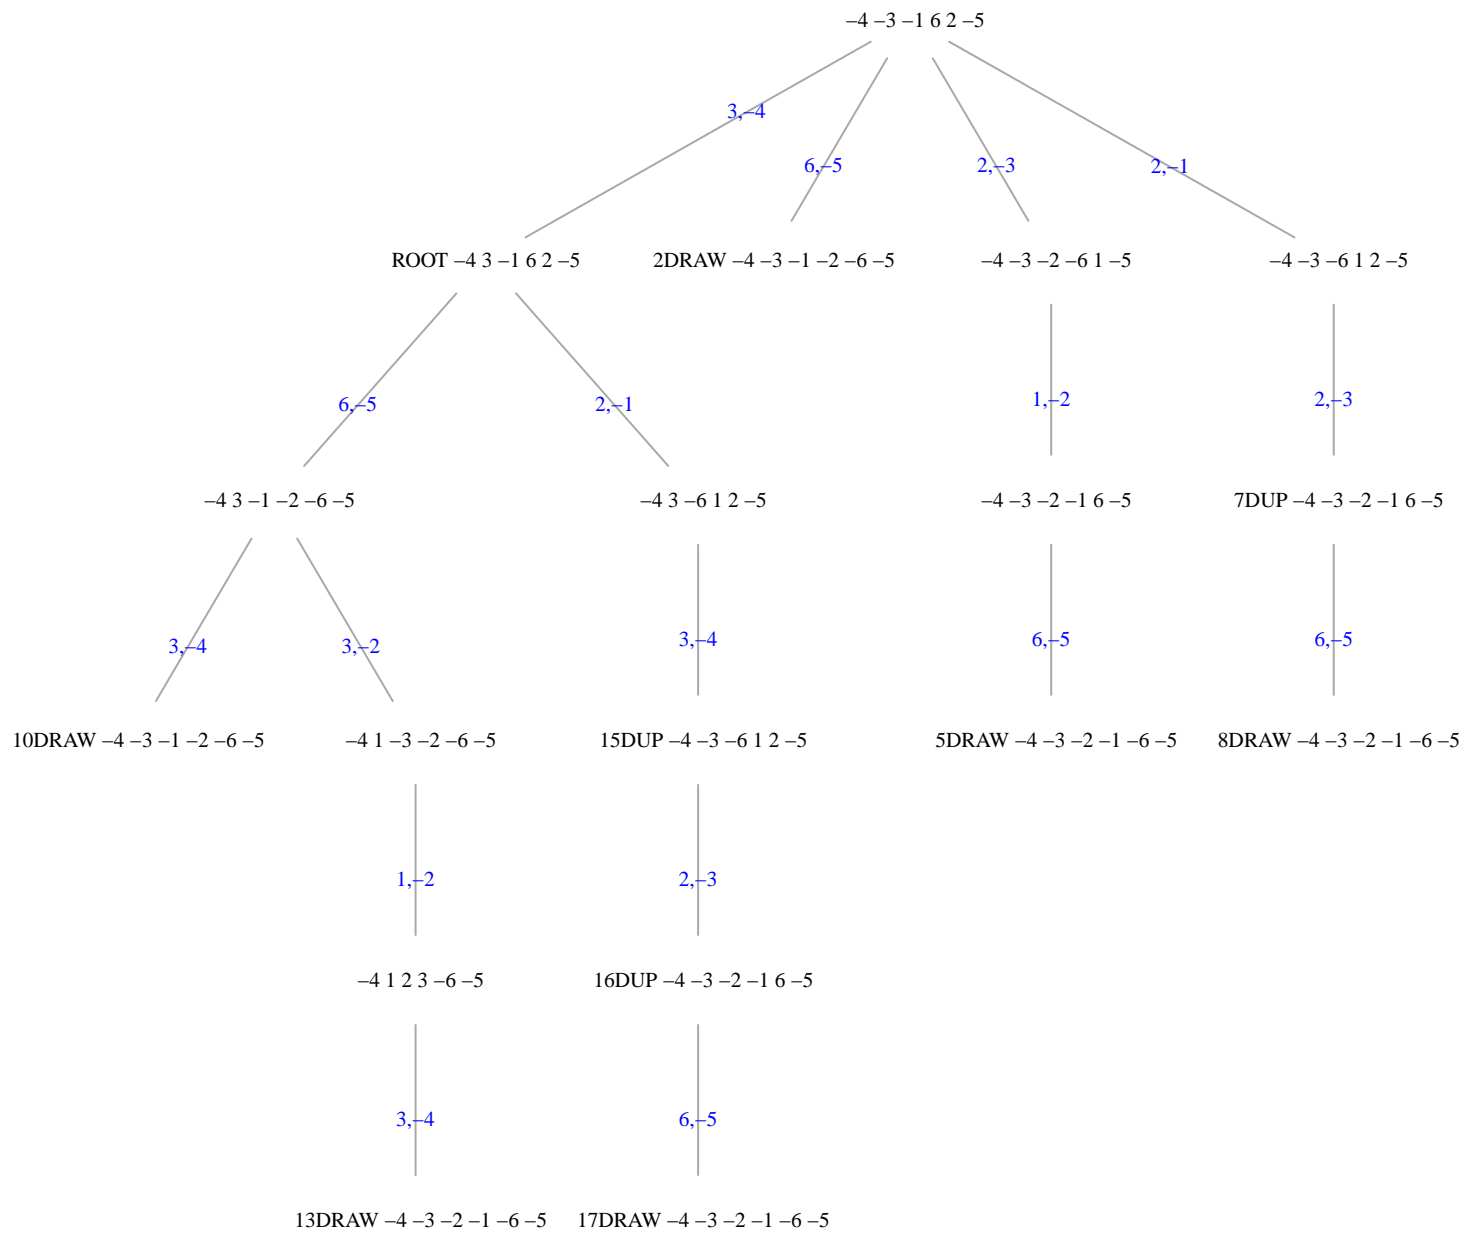 –4 –3 –1 6 2 –5
3,–4
6,–5
2,–3
2,–1
ROOT –4 3 –1 6 2 –5
2DRAW –4 –3 –1 –2 –6 –5
–4 –3 –2 –6 1 –5
–4 –3 –6 1 2 –5
6,–5
2,–1
1,–2
2,–3
–4 3 –1 –2 –6 –5
–4 3 –6 1 2 –5
–4 –3 –2 –1 6 –5
7DUP –4 –3 –2 –1 6 –5
3,–4
3,–2
3,–4
6,–5
6,–5
10DRAW –4 –3 –1 –2 –6 –5
–4 1 –3 –2 –6 –5
15DUP –4 –3 –6 1 2 –5
5DRAW –4 –3 –2 –1 –6 –5
8DRAW –4 –3 –2 –1 –6 –5
1,–2
2,–3
–4 1 2 3 –6 –5
16DUP –4 –3 –2 –1 6 –5
3,–4
6,–5
13DRAW –4 –3 –2 –1 –6 –5
17DRAW –4 –3 –2 –1 –6 –5